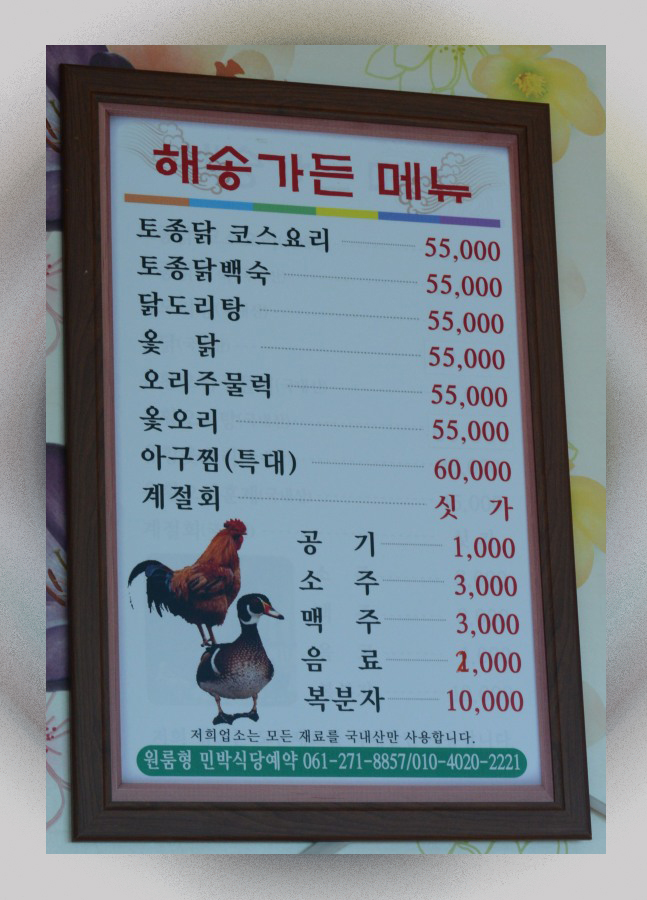 해송가든 메뉴
토종닭 코스요리 55,000
토종닭백숙 55,000
닭도리탕 55,000
옻 닭 55,000
오리주물럭 55,000
옻오리 55,000
아구찜(특대) 60,000
계절회 싯 가
공 기 1,000
소 주 3,000
맥 주 3,000
음 료 2,000
복분자 10,000
저희업소는 모든 재료를 국내산만 사용합니다.
원룸형 민박식당예약 061-271-8857/010-4020-2221